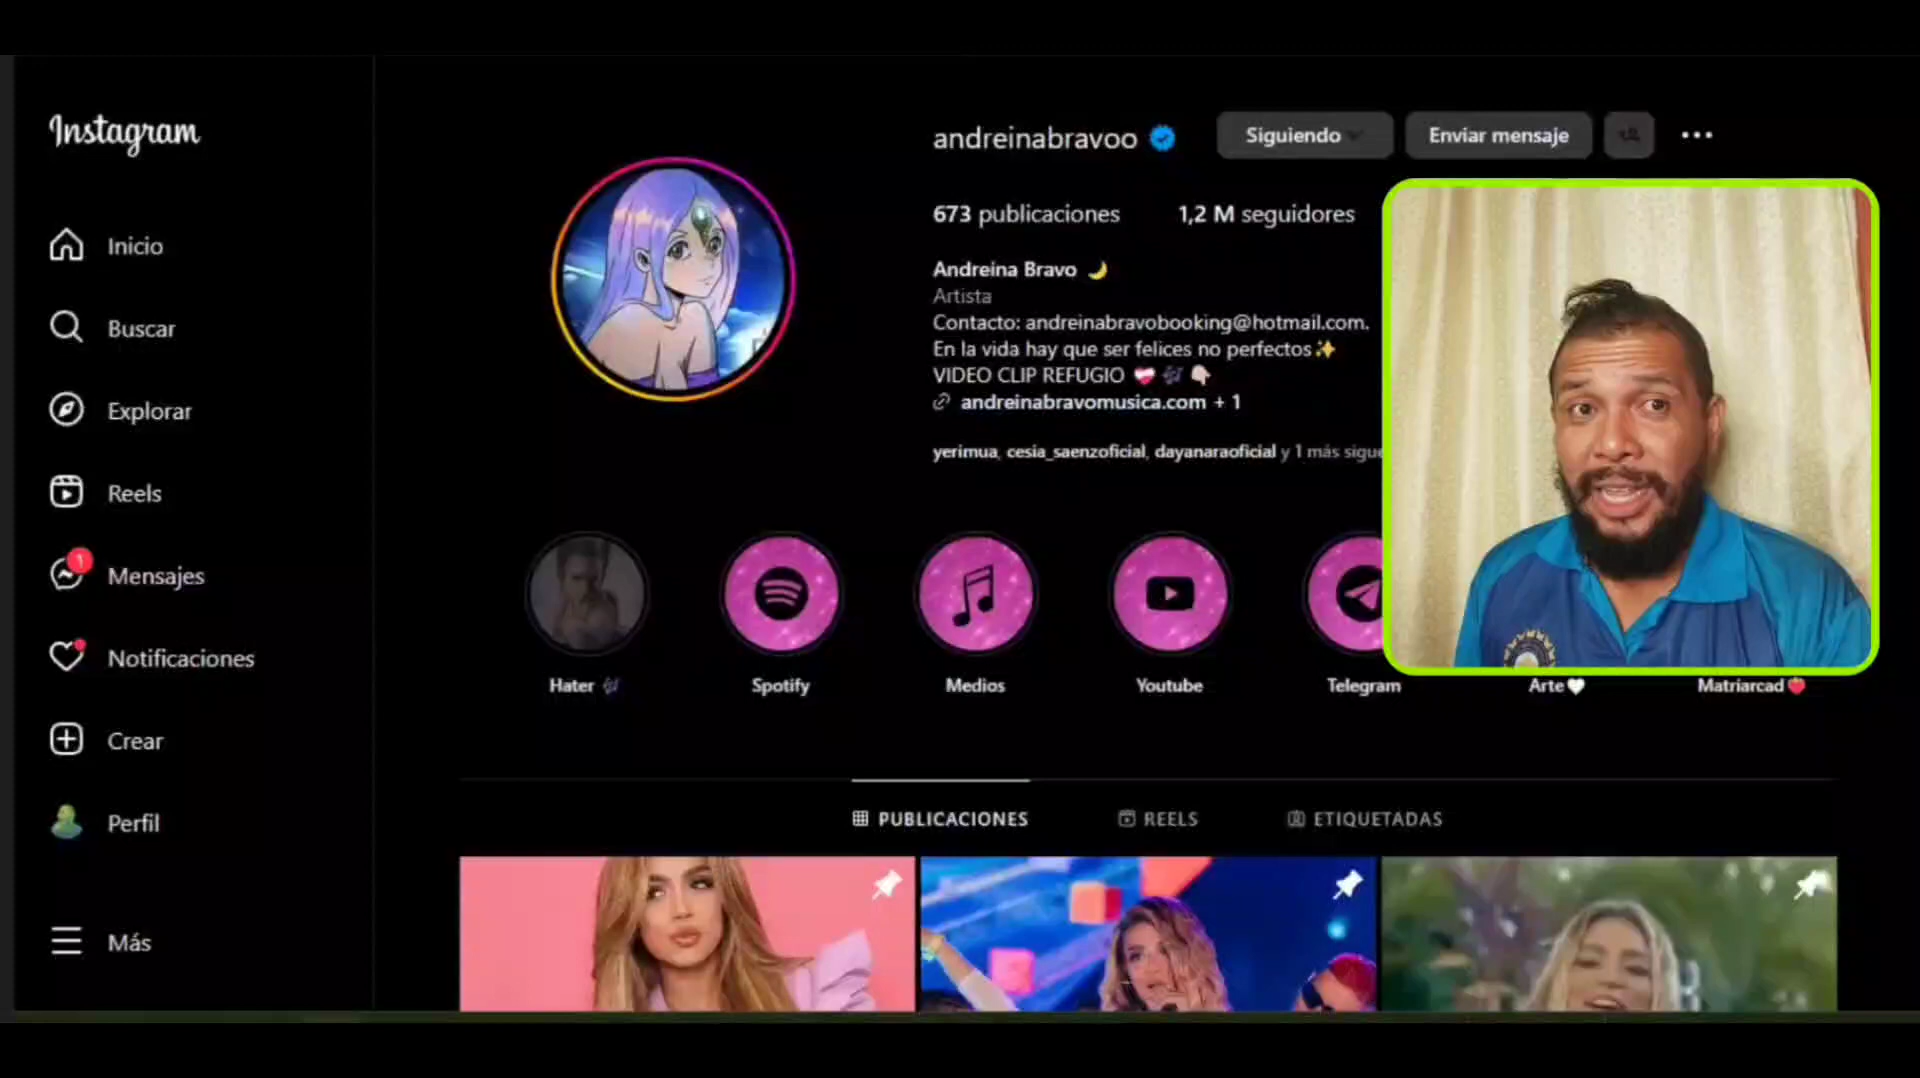 Instagram
Inicio
Buscar
Explorar
Reels
1
Mensajes
Notificaciones
Crear
Perfil
Más
andreinabravoo
Siguiendo
Enviar mensaje
673 publicaciones
1,2 M seguidores
Andreina Bravo 🌙
Artista
Contacto: andreinabravobooking@hotmail.com.
En la vida hay que ser felices no perfectos✨
VIDEO CLIP REFUGIO ❤️‍🩹 🎶 👇🏻
andreinabravomusica.com + 1
yerimua, cesia_saenzoficial, dayanaraoficial y 1 más sigue
Hater 🎶
Spotify
Medios
Youtube
Telegram
Arte🤍
Matriarcad🍓
PUBLICACIONES
REELS
ETIQUETADAS